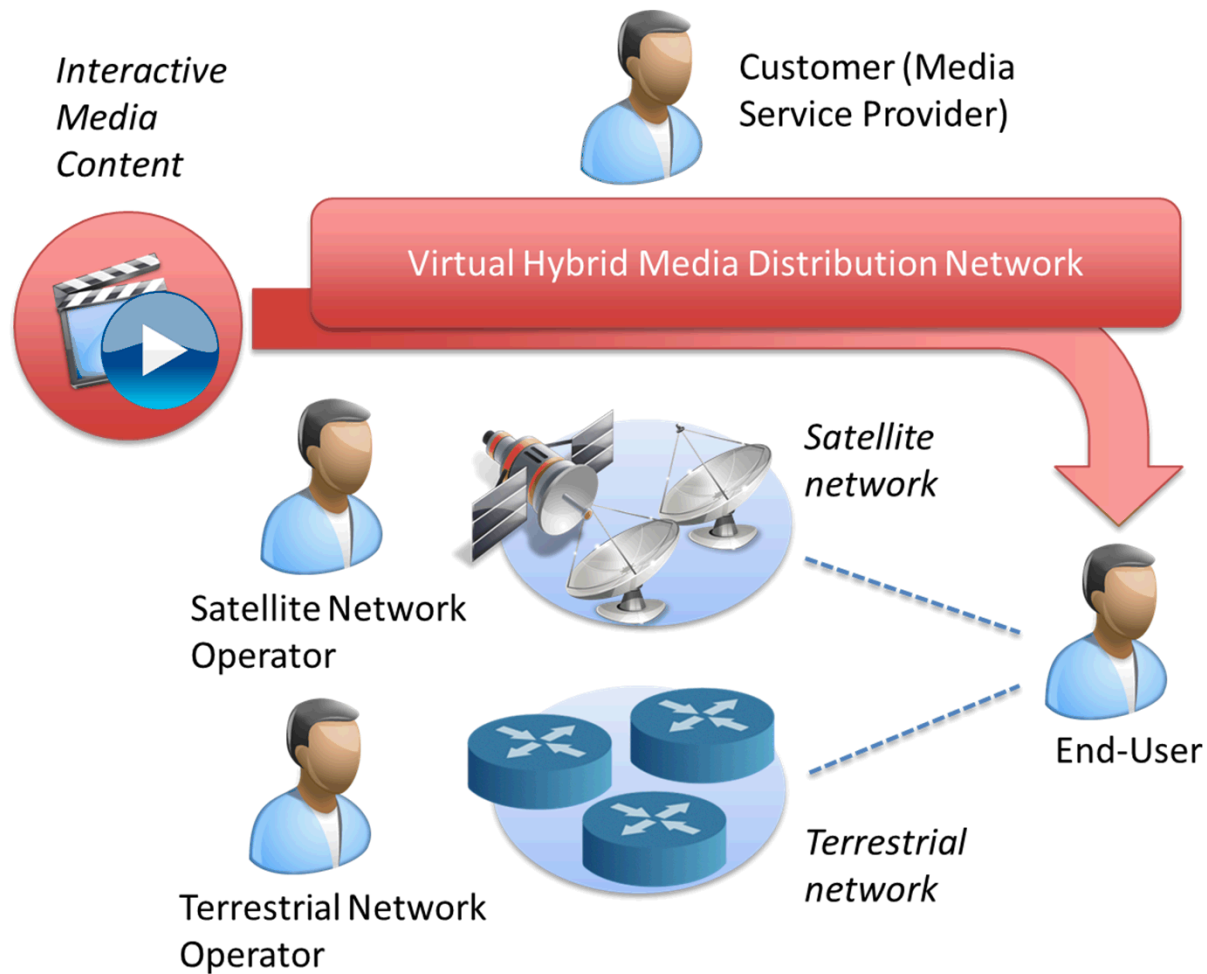 Interactive
Media
Content
Customer (Media
Service Provider)
Virtual Hybrid Media Distribution Network
Satellite
network
Satellite Network
Operator
End-User
Terrestrial
network
Terrestrial Network
Operator